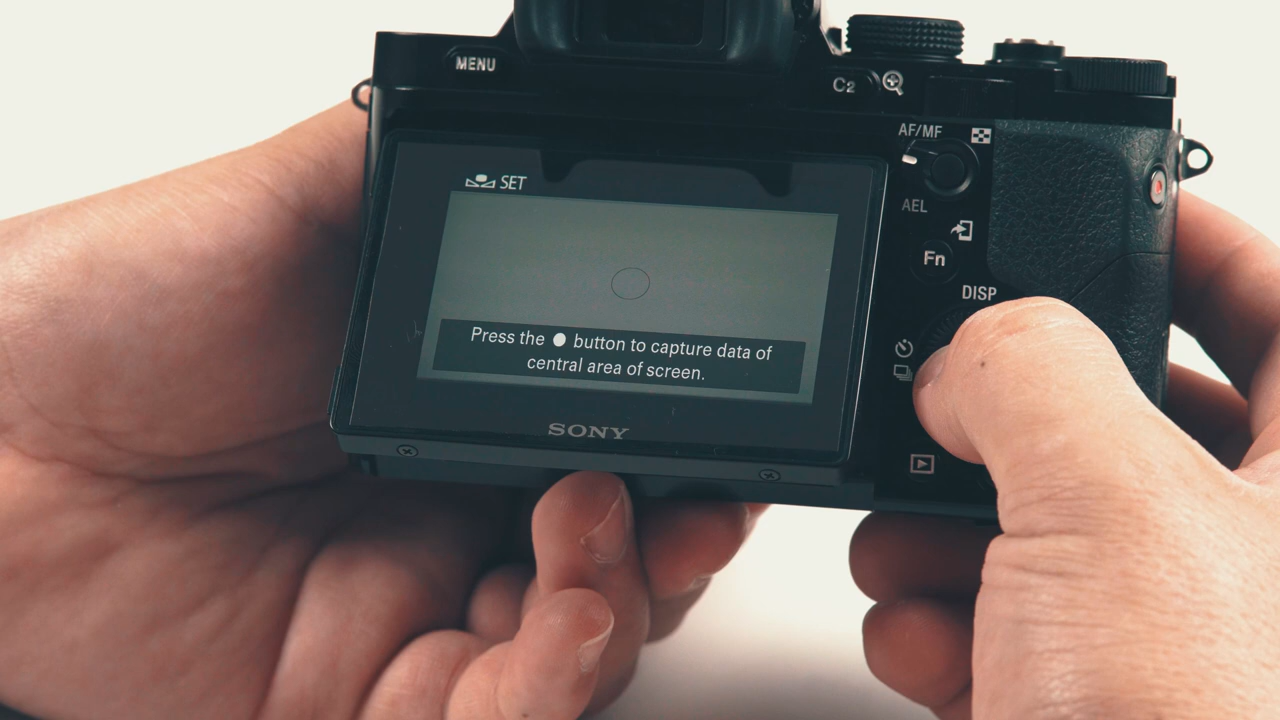 MENU
C2
AF/MF
SET
AEL
Fn
DISP
Press the ● button to capture data of
central area of screen.
SONY